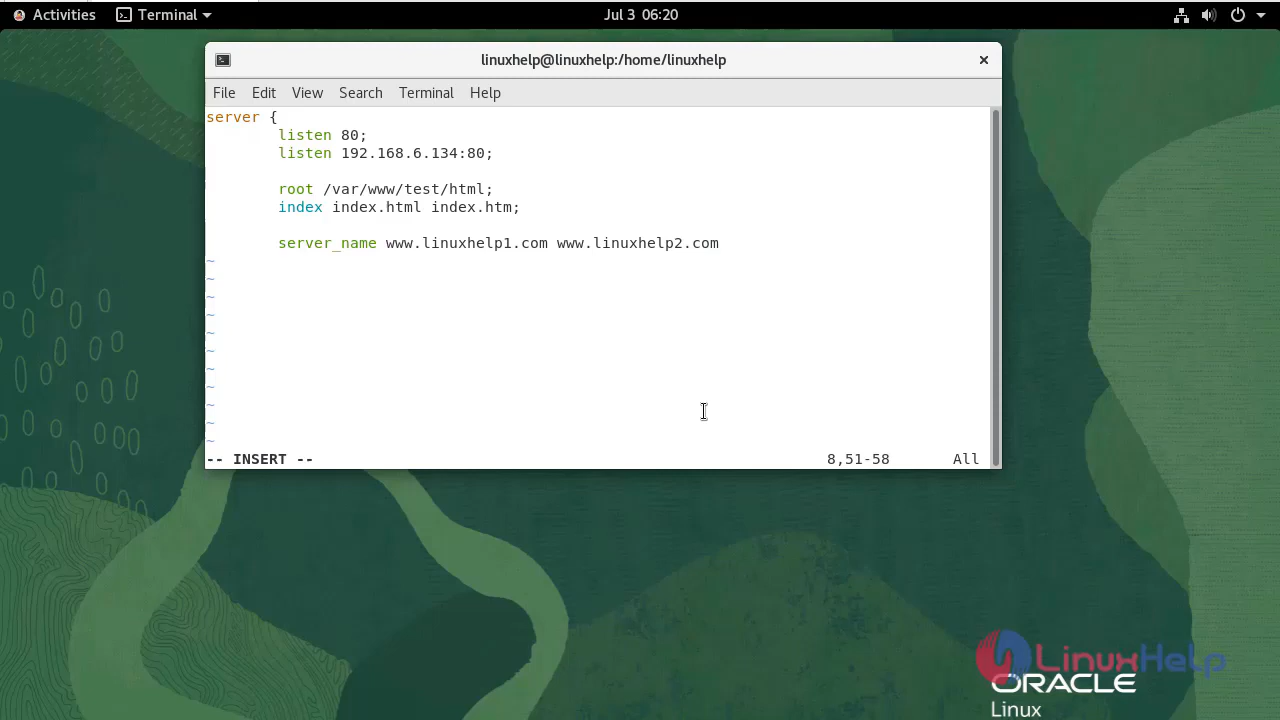 Activities Terminal Jul 3 06:20
linuxhelp@linuxhelp:/home/linuxhelp
File Edit View Search Terminal Help
server {
listen 80;
listen 192.168.6.134:80;
root /var/www/test/html;
index index.html index.htm;
server_name www.linuxhelp1.com www.linuxhelp2.com
~
~
~
~
~
~
~
~
~
~
~
-- INSERT -- 8,51-58 All
LinuxHelp
ORACLE
Linux